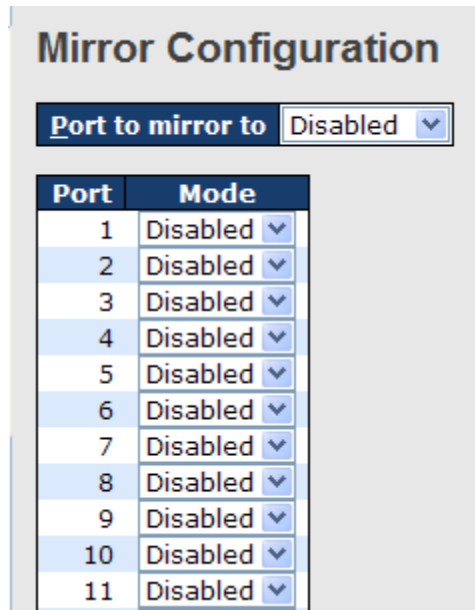 Mirror Configuration
Port to mirror to Disabled
Port Mode
1 Disabled
2 Disabled
3 Disabled
4 Disabled
5 Disabled
6 Disabled
7 Disabled
8 Disabled
9 Disabled
10 Disabled
11 Disabled